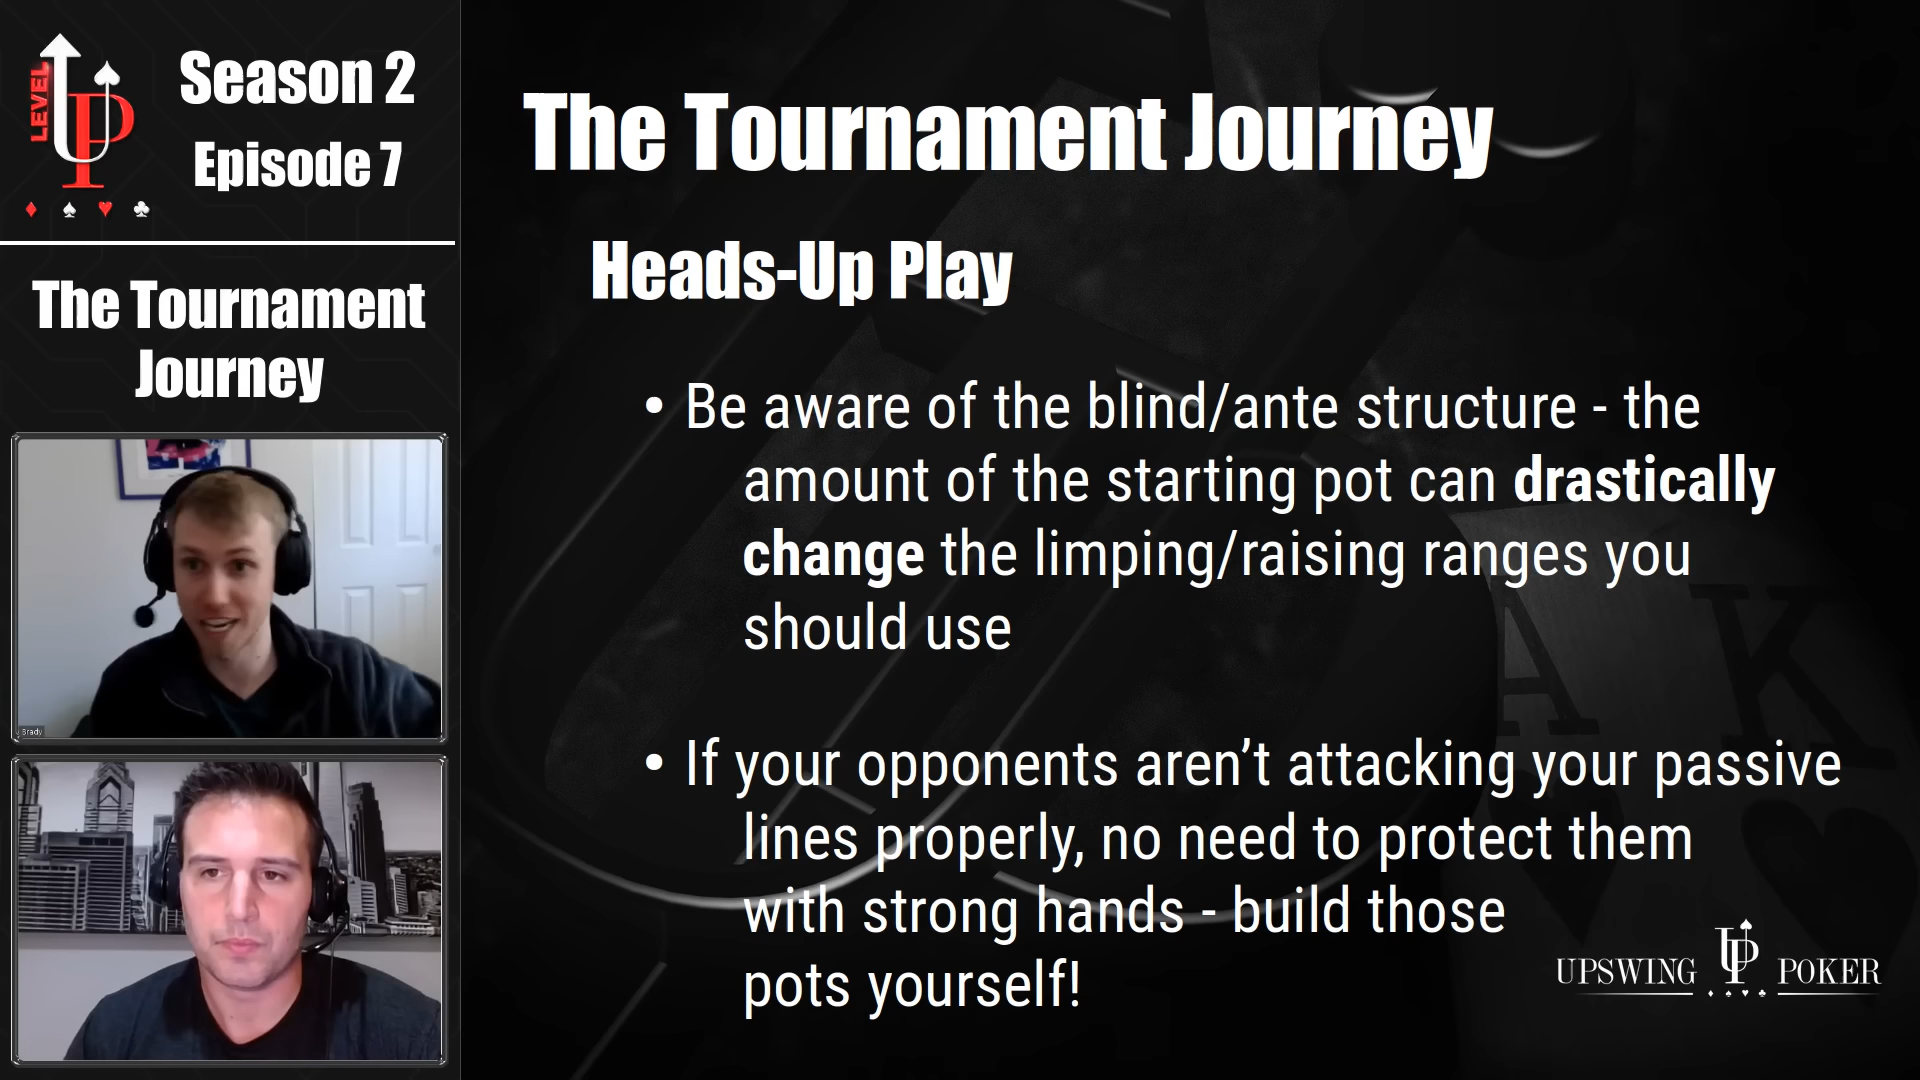 LEVEL
UP
Season 2
Episode 7
The Tournament
Journey
Brady
The Tournament Journey
Heads-Up Play
• Be aware of the blind/ante structure - the
amount of the starting pot can drastically
change the limping/raising ranges you
should use
• If your opponents aren’t attacking your passive
lines properly, no need to protect them
with strong hands - build those
pots yourself!
A K
UPSWING UP POKER